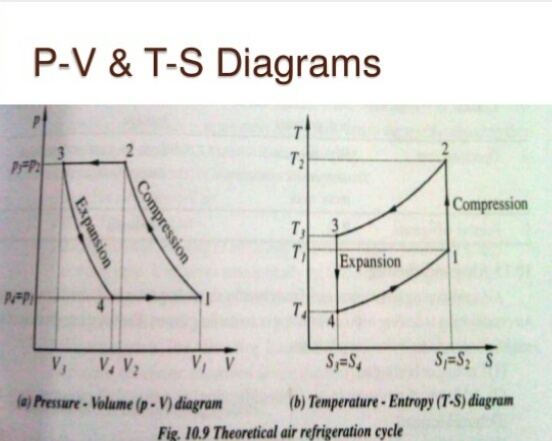 P-V & T-S Diagrams
P
P3=P2
3
2
Expansion
Compression
P4=P1
4
1
V3
V4
V2
V1
V
(a) Pressure - Volume (p - V) diagram
T
T2
2
Compression
T3
3
T1
1
Expansion
T4
4
S3=S4
S1=S2
S
(b) Temperature - Entropy (T-S) diagram
Fig. 10.9 Theoretical air refrigeration cycle